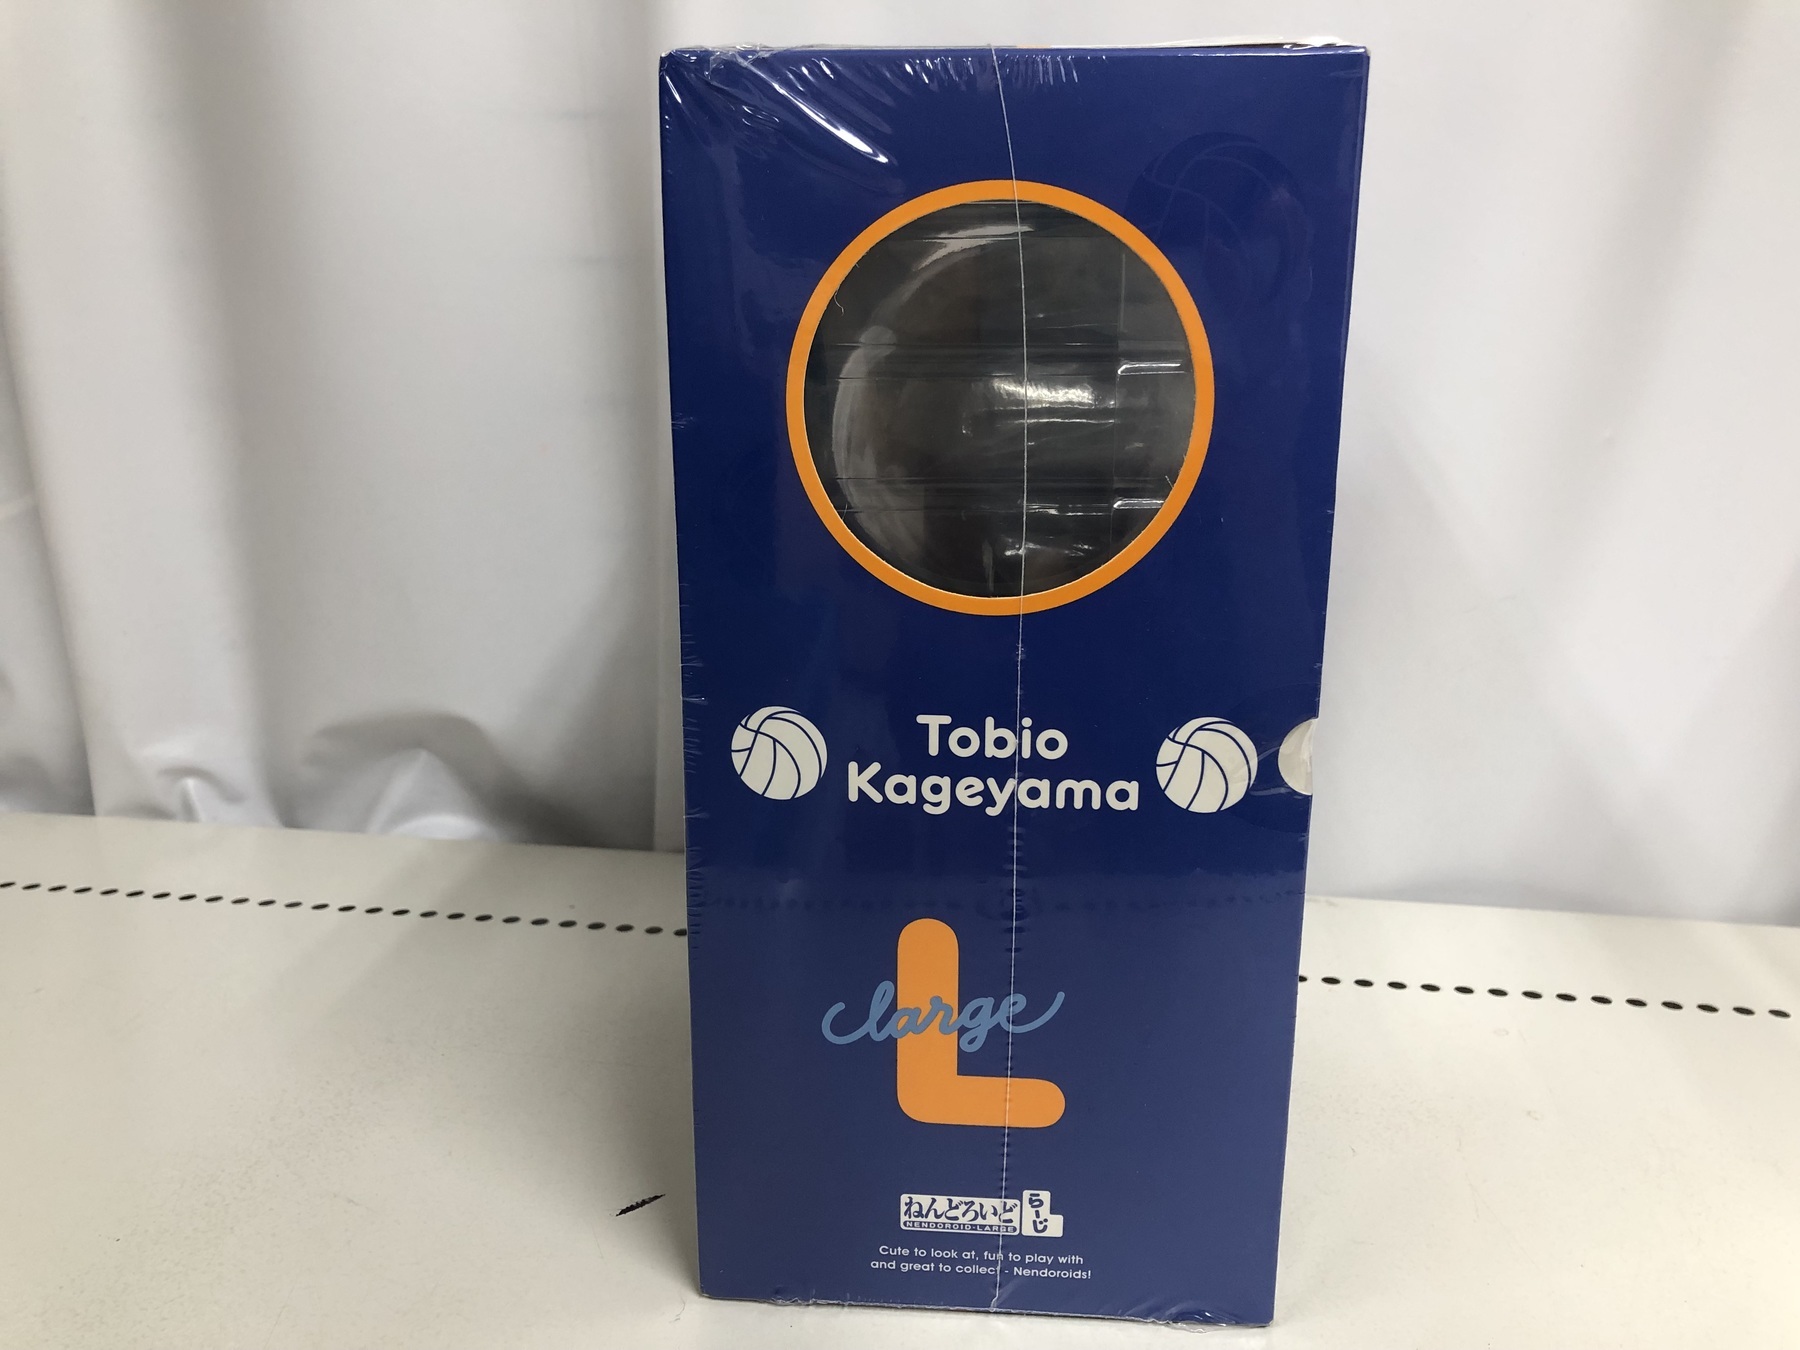 Tobio
Kageyama
L
large
ねんどろいど
らーじ
NENDOROID-LARGE
Cute to look at, fun to play with
and great to collect - Nendoroids!